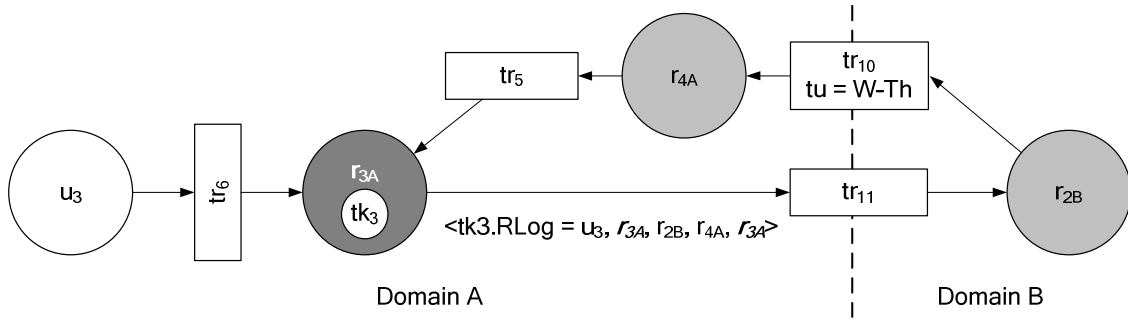 tr₁₀
tu = W-Th
tr₅
r₄A
u₃
tr₆
r₃A
tk₃
tr₁₁
r₂B
<tk3.RLog = u₃, r₃A, r₂B, r₄A, r₃A>
Domain A
Domain B